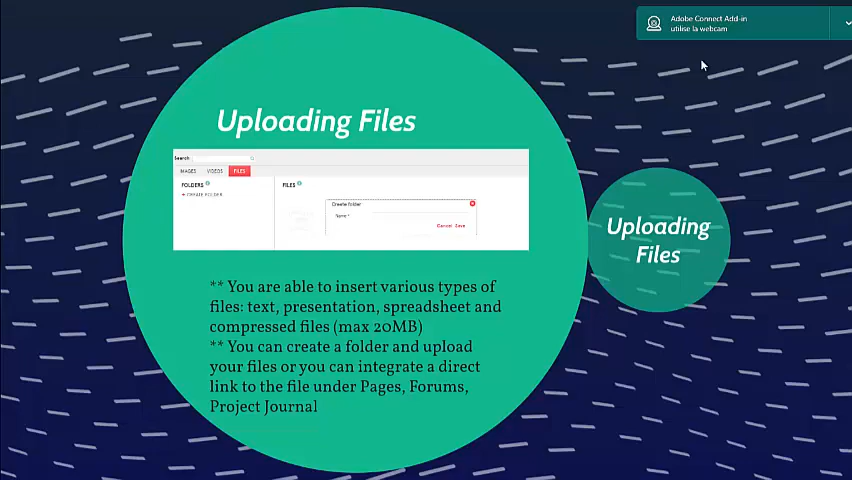 Adobe Connect Add-in
utilise la webcam
Uploading Files
Search
IMAGES VIDEOS FILES
FOLDERS FILES
+ CREATE FOLDER
Create folder
Name *
Cancel Save
** You are able to insert various types of
files: text, presentation, spreadsheet and
compressed files (max 20MB)
** You can create a folder and upload
your files or you can integrate a direct
link to the file under Pages, Forums,
Project Journal
Uploading
Files